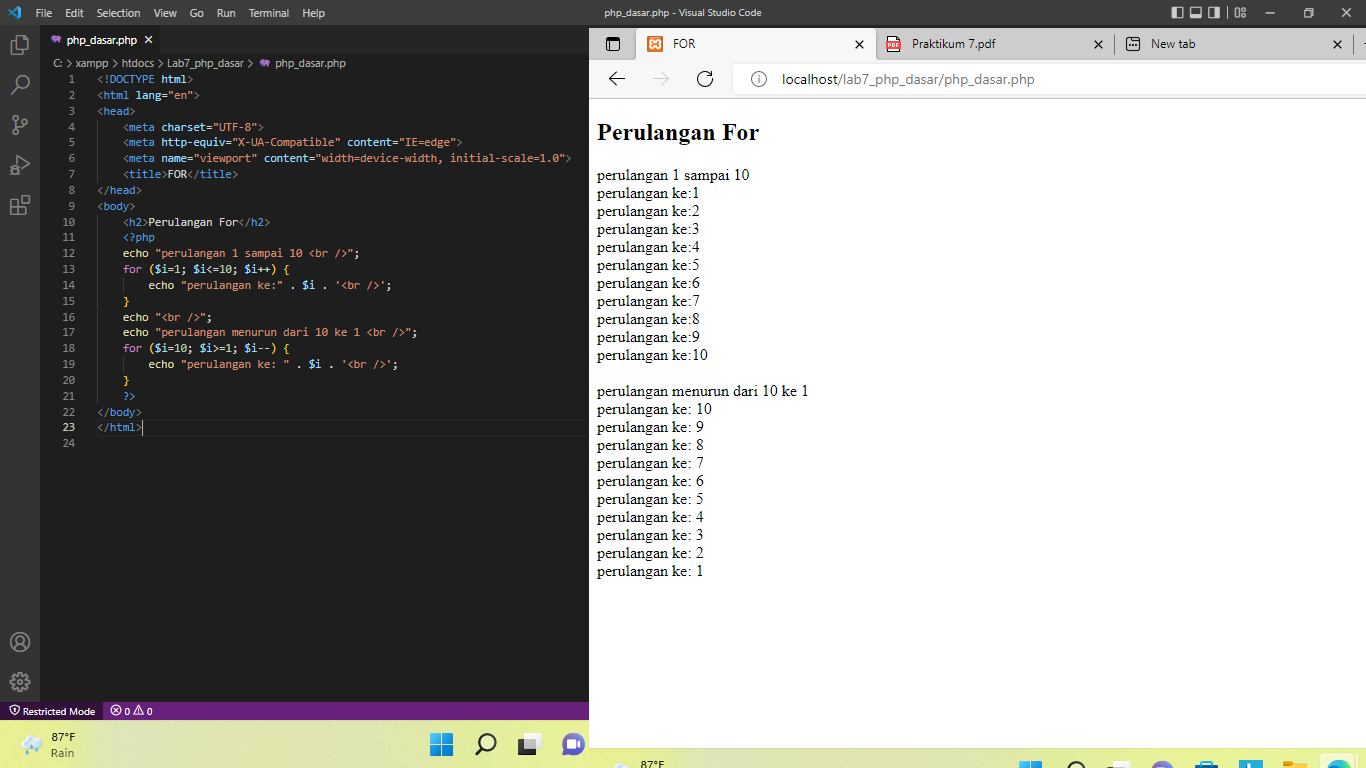 File Edit Selection View Go Run Terminal Help
php_dasar.php - Visual Studio Code
php_dasar.php
C: > xampp > htdocs > Lab7_php_dasar > php_dasar.php
1 <!DOCTYPE html>
2 <html lang="en">
3 <head>
4 <meta charset="UTF-8">
5 <meta http-equiv="X-UA-Compatible" content="IE=edge">
6 <meta name="viewport" content="width=device-width, initial-scale=1.0">
7 <title>FOR</title>
8 </head>
9 <body>
10 <h2>Perulangan For</h2>
11 <?php
12 echo "perulangan 1 sampai 10 <br />";
13 for ($i=1; $i<=10; $i++) {
14 echo "perulangan ke:" . $i . '<br />';
15 }
16 echo "<br />";
17 echo "perulangan menurun dari 10 ke 1 <br />";
18 for ($i=10; $i>=1; $i--) {
19 echo "perulangan ke: " . $i . '<br />';
20 }
21 ?>
22 </body>
23 </html>
24
Restricted Mode 0 0
87°F
Rain
FOR
Praktikum 7.pdf
New tab
localhost/lab7_php_dasar/php_dasar.php
Perulangan For
perulangan 1 sampai 10
perulangan ke:1
perulangan ke:2
perulangan ke:3
perulangan ke:4
perulangan ke:5
perulangan ke:6
perulangan ke:7
perulangan ke:8
perulangan ke:9
perulangan ke:10
perulangan menurun dari 10 ke 1
perulangan ke: 10
perulangan ke: 9
perulangan ke: 8
perulangan ke: 7
perulangan ke: 6
perulangan ke: 5
perulangan ke: 4
perulangan ke: 3
perulangan ke: 2
perulangan ke: 1
87°F